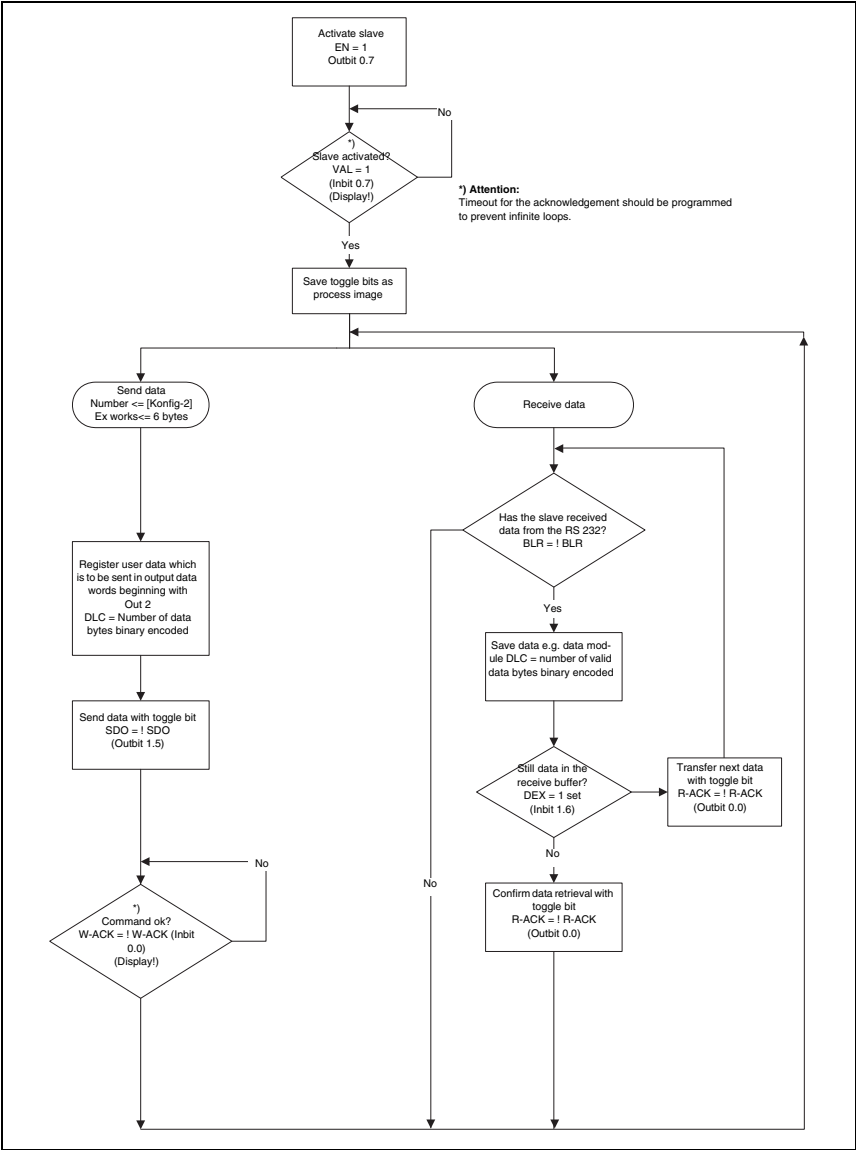 Activate slave
EN = 1
Outbit 0.7
No
*)
Slave activated?
VAL = 1
(Inbit 0.7)
(Display!)
*) Attention:
Timeout for the acknowledgement should be programmed
to prevent infinite loops.
Yes
Save toggle bits as
process image
Send data
Number <= [Konfig-2]
Ex works<= 6 bytes
Register user data which
is to be sent in output data
words beginning with
Out 2
DLC = Number of data
bytes binary encoded
Send data with toggle bit
SDO = ! SDO
(Outbit 1.5)
No
*)
Command ok?
W-ACK = ! W-ACK (Inbit
0.0)
(Display!)
Receive data
Has the slave received
data from the RS 232?
BLR = ! BLR
Yes
Save data e.g. data mod-
ule DLC = number of valid
data bytes binary encoded
Still data in the
receive buffer?
DEX = 1 set
(Inbit 1.6)
Transfer next data
with toggle bit
R-ACK = ! R-ACK
(Outbit 0.0)
No
No
Confirm data retrieval with
toggle bit
R-ACK = ! R-ACK
(Outbit 0.0)